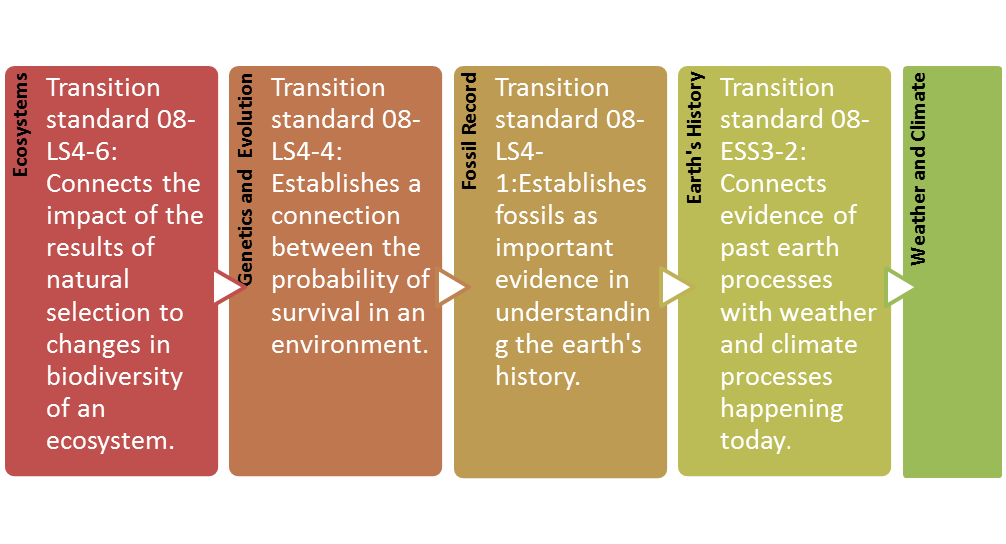 Ecosystems
Transition
standard 08-
LS4-6:
Connects the
impact of the
results of
natural
selection to
changes in
biodiversity
of an
ecosystem.
Genetics and Evolution
Transition
standard 08-
LS4-4:
Establishes a
connection
between the
probability of
survival in an
environment.
Fossil Record
Transition
standard 08-
LS4-
1:Establishes
fossils as
important
evidence in
understandin
g the earth's
history.
Earth's History
Transition
standard 08-
ESS3-2:
Connects
evidence of
past earth
processes
with weather
and climate
processes
happening
today.
Weather and Climate